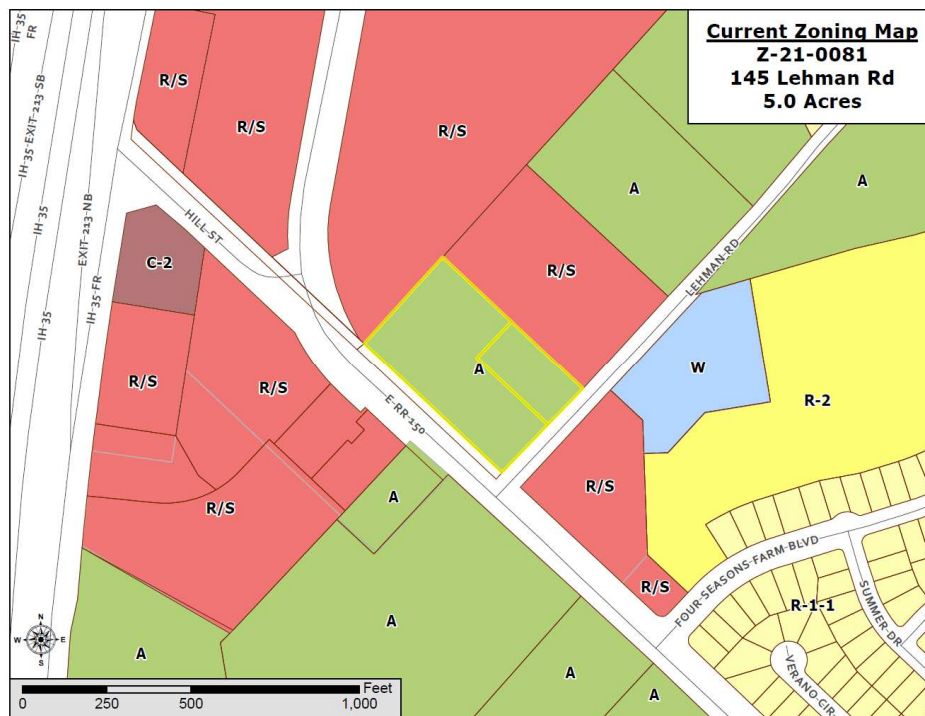 Current Zoning Map
Z-21-0081
145 Lehman Rd
5.0 Acres
IH-35 FR
IH-35-EXIT-213-SB
IH-35
EXIT-213-NB
IH-35-FR
IH-35
R/S
R/S
R/S
A
A
HILL ST
C-2
R/S
LEHMAN-RD
W
R-2
R/S
R/S
A
E-RR-150
R/S
R/S
A
R/S
FOUR-SEASONS-FARM-BLVD
R-1-1
SUMMER-DR
VERANO-CIR
A
A
A
A
N
W E
S
Feet
0 250 500 1,000